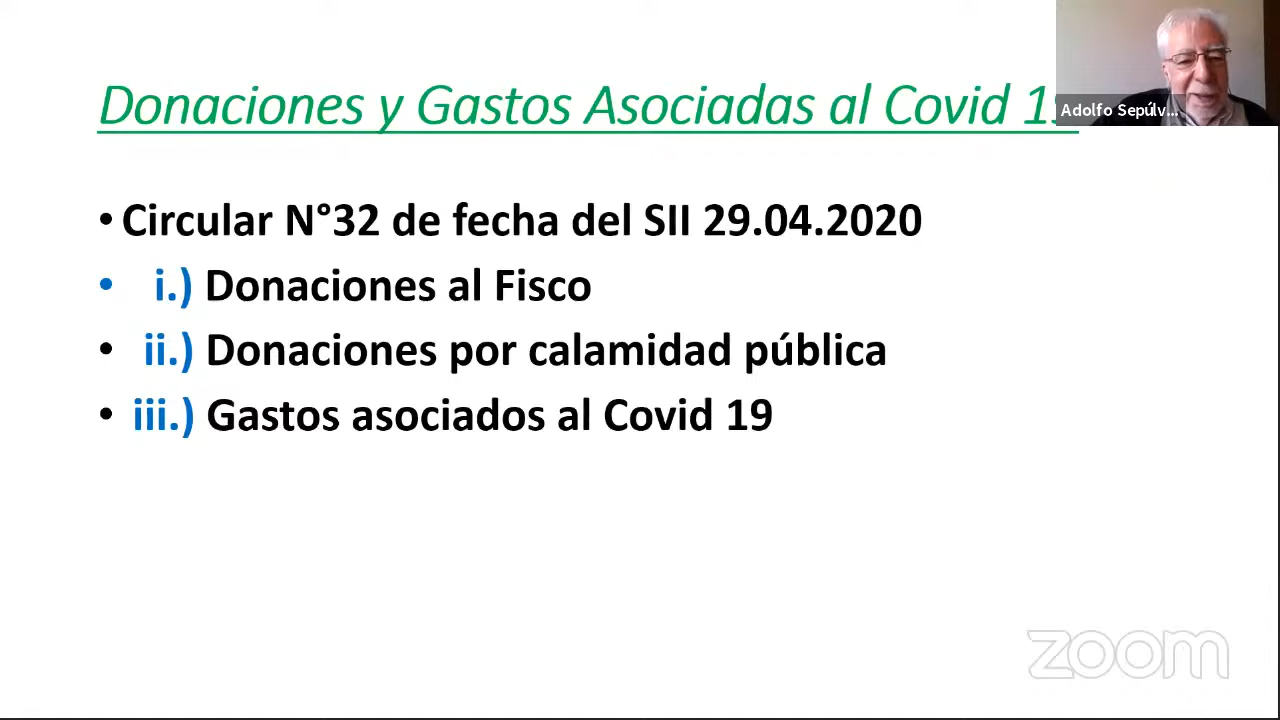 Donaciones y Gastos Asociadas al Covid
Adolfo Sepúlv...
• Circular N°32 de fecha del SII 29.04.2020
• i.) Donaciones al Fisco
• ii.) Donaciones por calamidad pública
• iii.) Gastos asociados al Covid 19
zoom